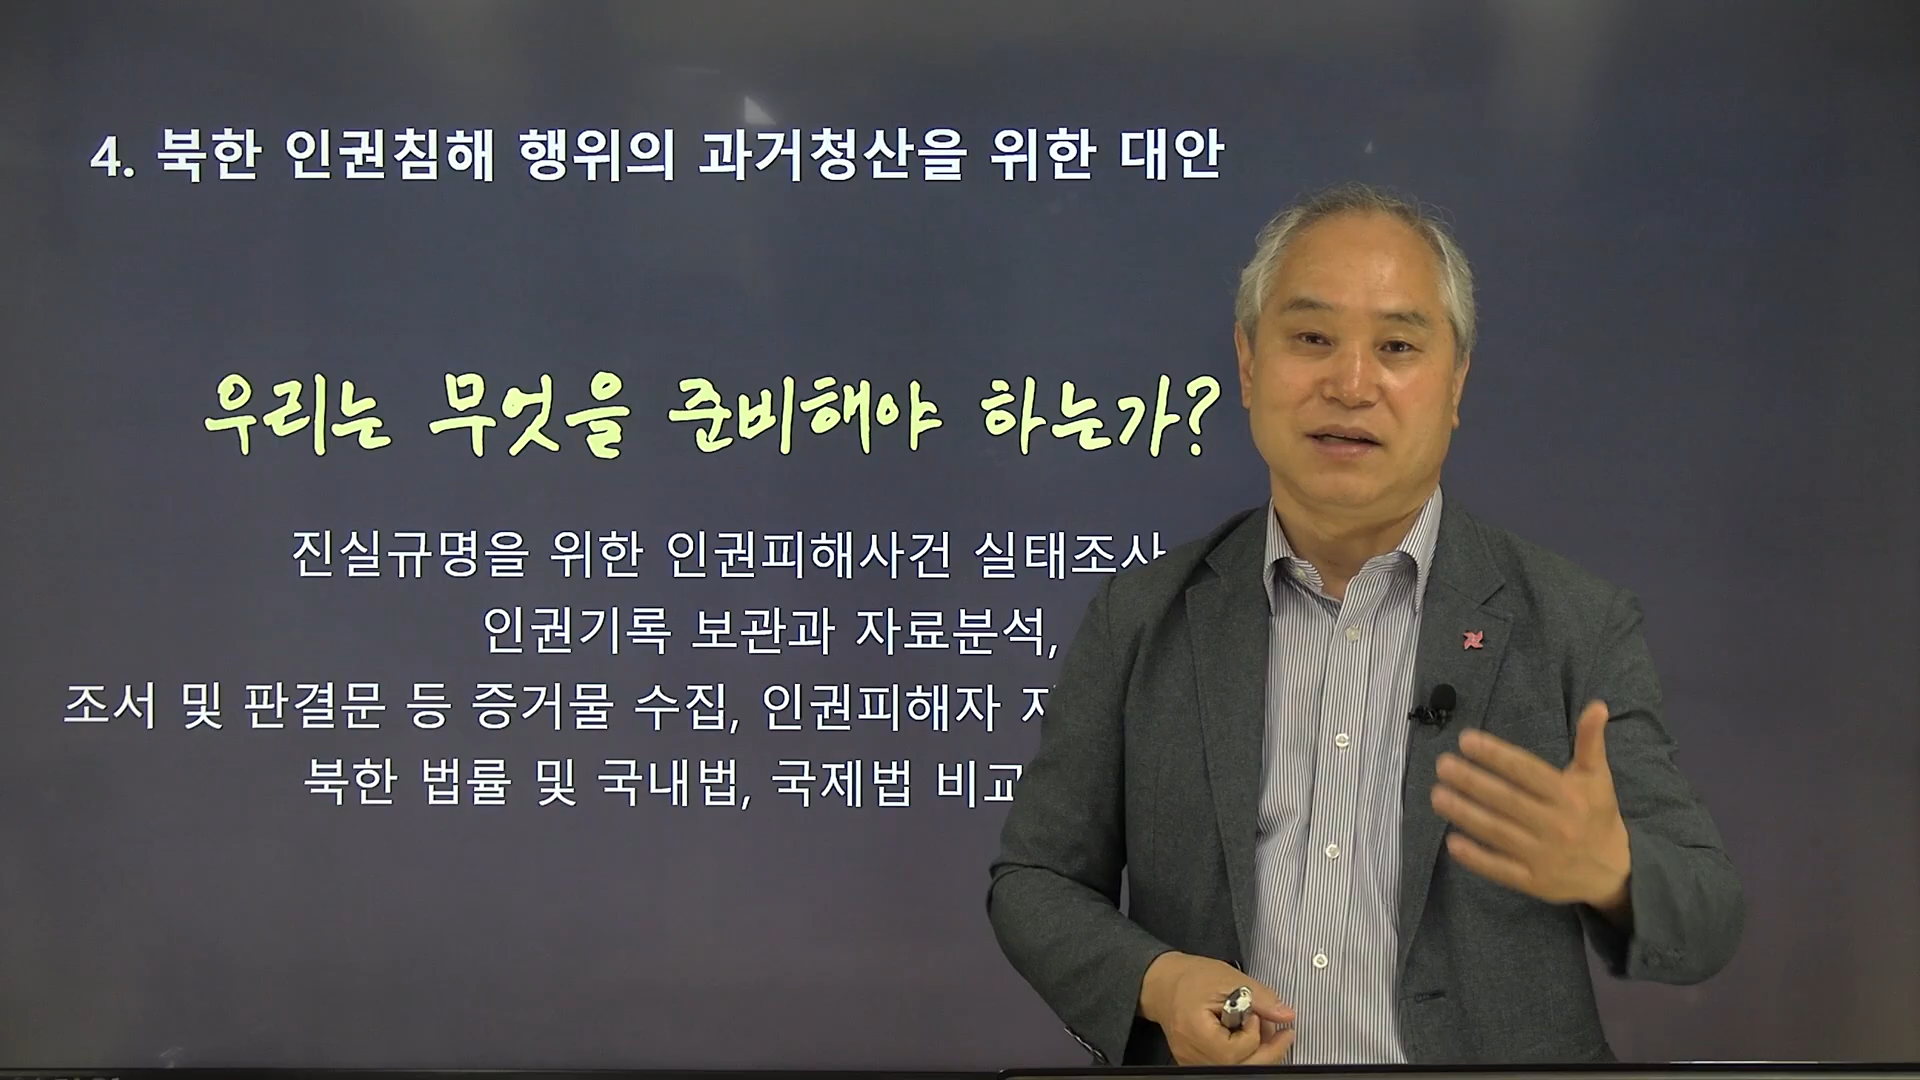 4. 북한 인권침해 행위의 과거청산을 위한 대안
우리는 무엇을 준비해야 하는가?
진실규명을 위한 인권피해사건 실태조사
인권기록 보관과 자료분석,
조서 및 판결문 등 증거물 수집, 인권피해자
북한 법률 및 국내법, 국제법